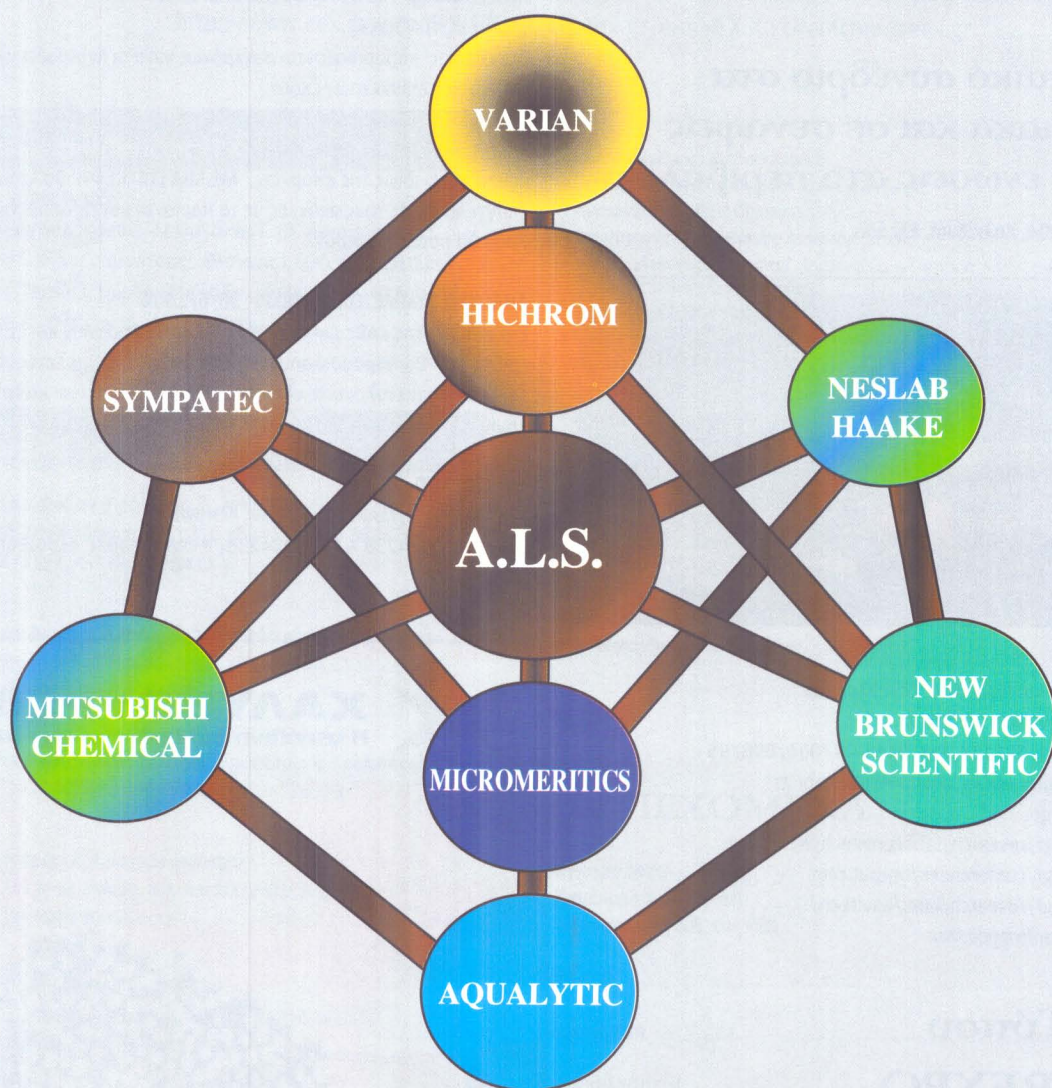 VARIAN
HICHROM
SYMPATEC
NESLAB
HAAKE
A.L.S.
MITSUBISHI
CHEMICAL
MICROMERITICS
NEW
BRUNSWICK
SCIENTIFIC
AQUALYTIC